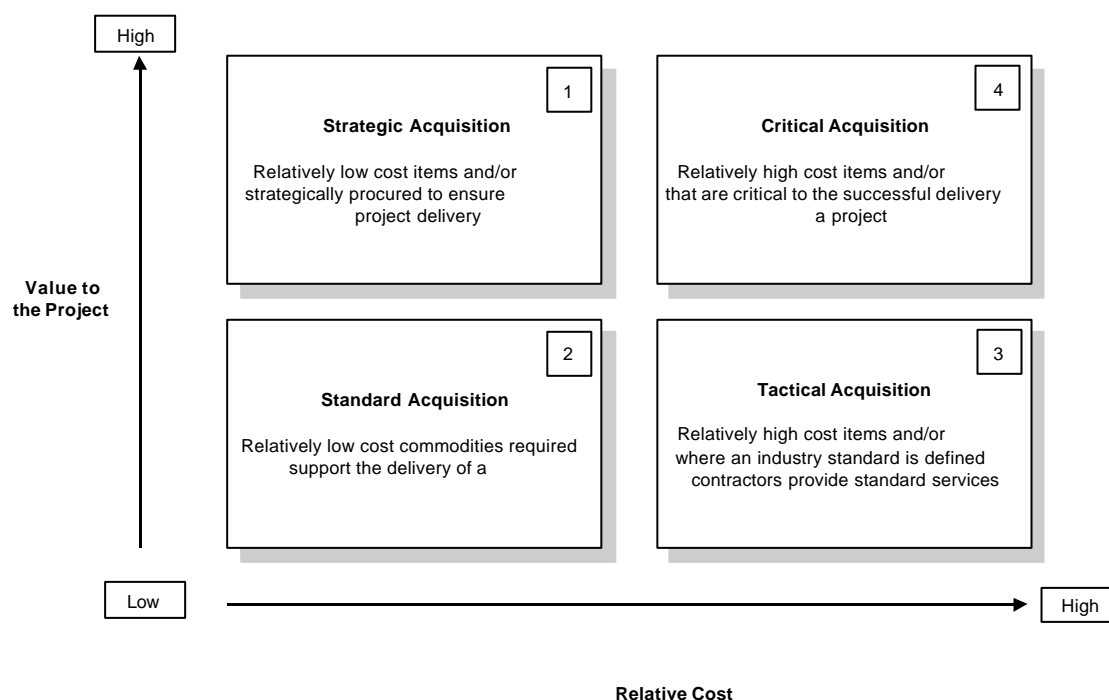 High
1
Strategic Acquisition
Relatively low cost items and/or
strategically procured to ensure
project delivery
4
Critical Acquisition
Relatively high cost items and/or
that are critical to the successful delivery
a project
Value to
the Project
2
Standard Acquisition
Relatively low cost commodities required
support the delivery of a
3
Tactical Acquisition
Relatively high cost items and/or
where an industry standard is defined
contractors provide standard services
Low
High
Relative Cost